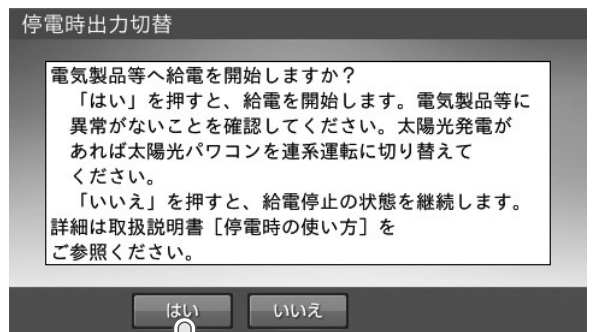 停電時出力切替
電気製品等へ給電を開始しますか？
「はい」を押すと、給電を開始します。電気製品等に
異常がないことを確認してください。太陽光発電が
あれば太陽光パワコンを連系運転に切り替えて
ください。
「いいえ」を押すと、給電停止の状態を継続します。
詳細は取扱説明書［停電時の使い方］を
ご参照ください。
はい
いいえ